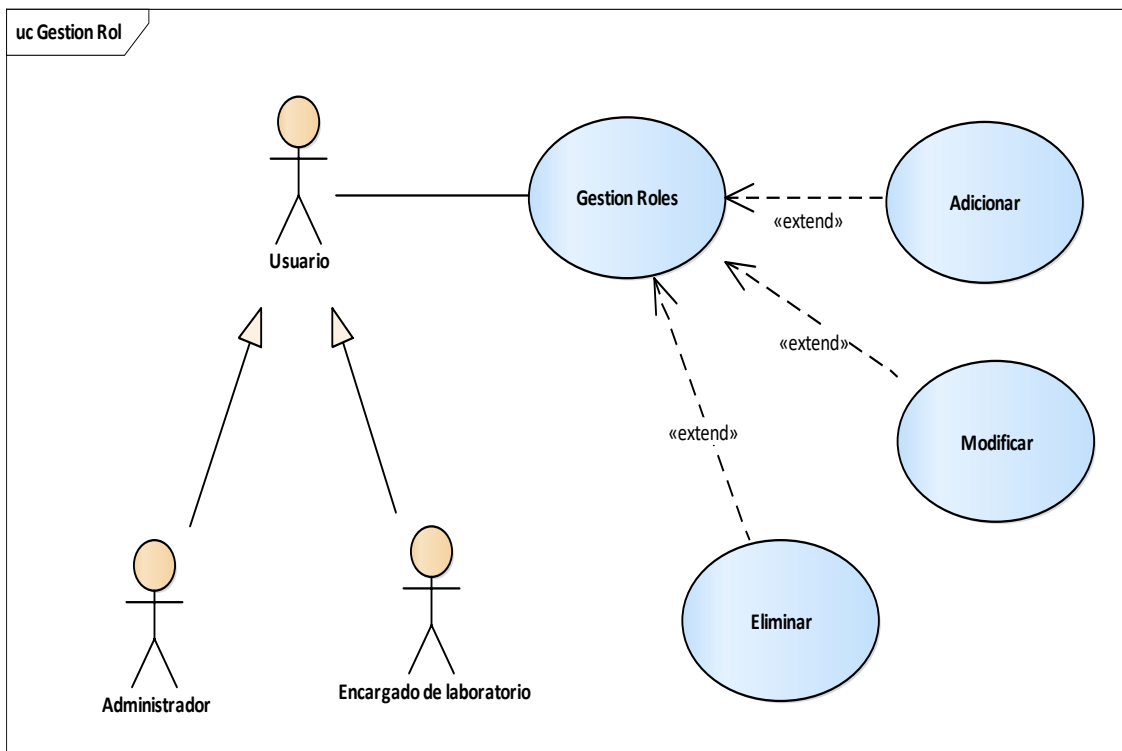 uc Gestion Rol
Usuario
Gestion Roles
«extend»
Adicionar
«extend»
Modificar
«extend»
Eliminar
Administrador
Encargado de laboratorio